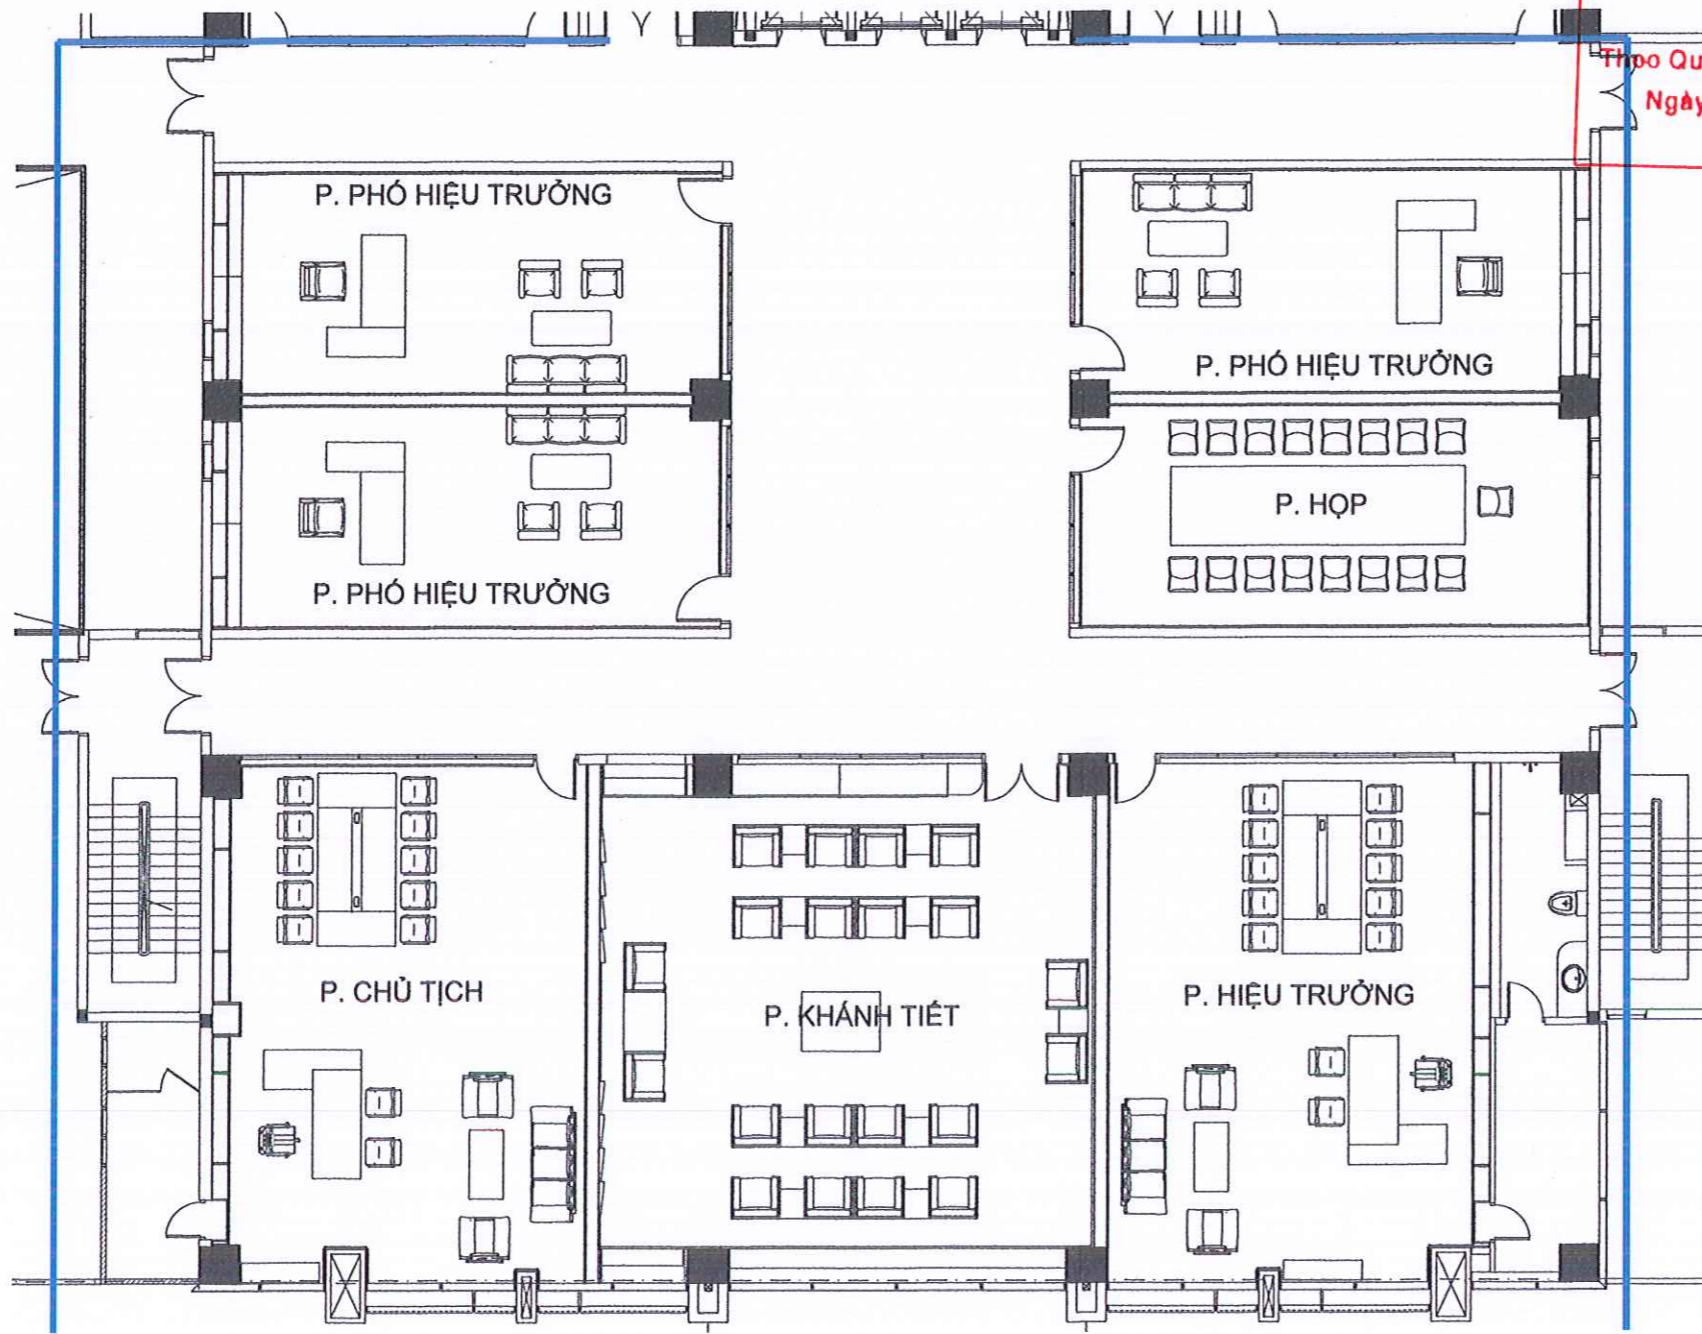 Theo Qu
Ngày
P. PHÓ HIỆU TRƯỞNG
P. PHÓ HIỆU TRƯỞNG
P. HỌP
P. PHÓ HIỆU TRƯỞNG
P. CHỦ TỊCH
P. KHÁNH TIẾT
P. HIỆU TRƯỞNG